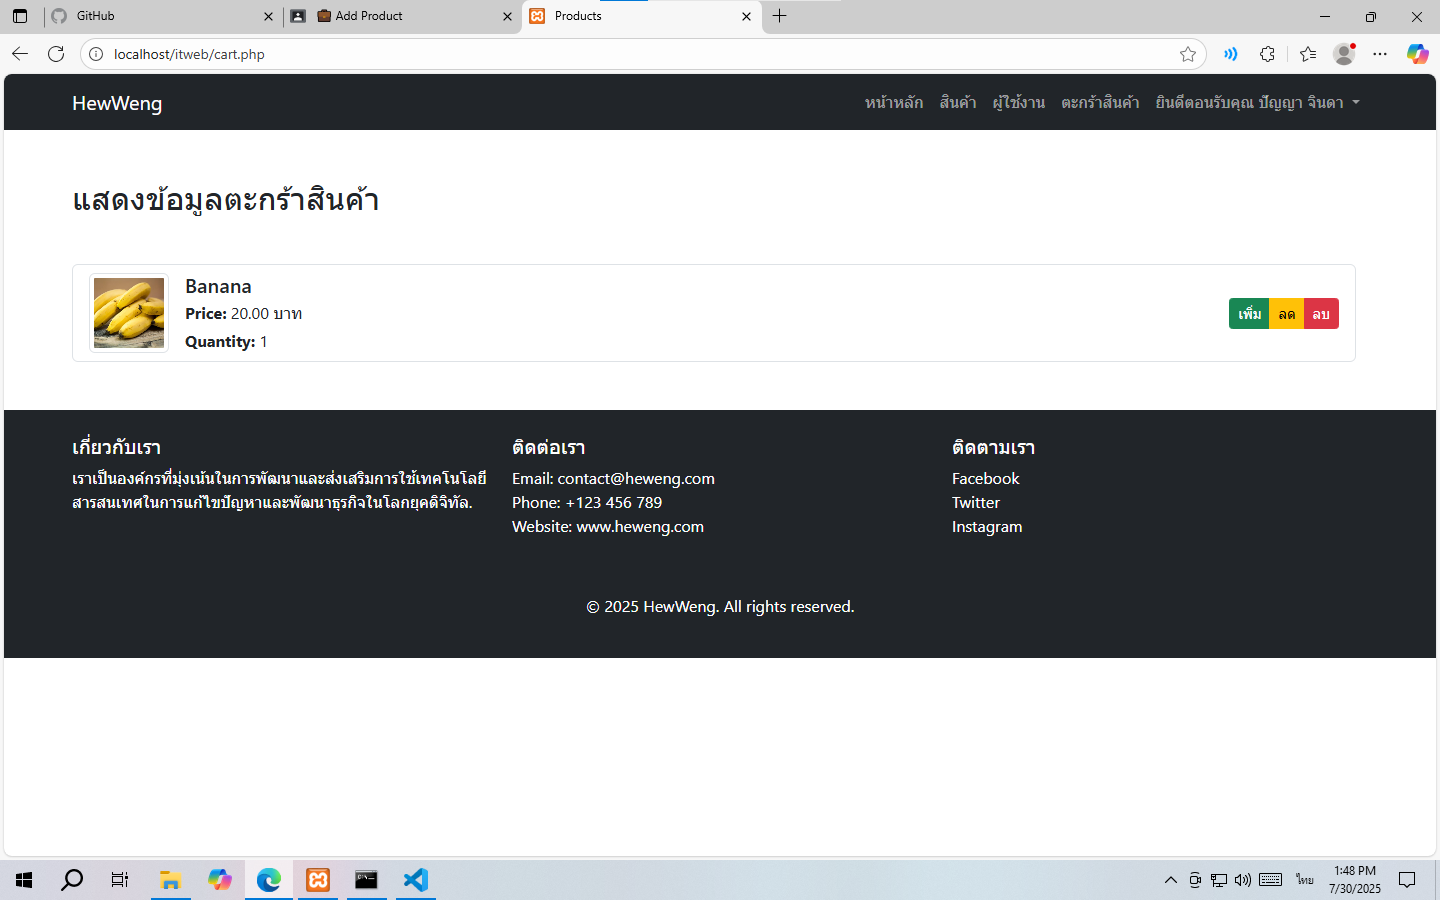 GitHub
Add Product
Products
localhost/itweb/cart.php
HewWeng
หน้าหลัก สินค้า ผู้ใช้งาน ตะกร้าสินค้า ยินดีตอนรับคุณ ปัญญา จินดา
แสดงข้อมูลตะกร้าสินค้า
Banana
Price: 20.00 บาท
Quantity: 1
เพิ่ม ลด ลบ
เกี่ยวกับเรา
เราเป็นองค์กรที่มุ่งเน้นในการพัฒนาและส่งเสริมการใช้เทคโนโลยี
สารสนเทศในการแก้ไขปัญหาและพัฒนาธุรกิจในโลกยุคดิจิทัล.
ติดต่อเรา
Email: contact@heweng.com
Phone: +123 456 789
Website: www.heweng.com
ติดตามเรา
Facebook
Twitter
Instagram
© 2025 HewWeng. All rights reserved.
ไทย
1:48 PM
7/30/2025